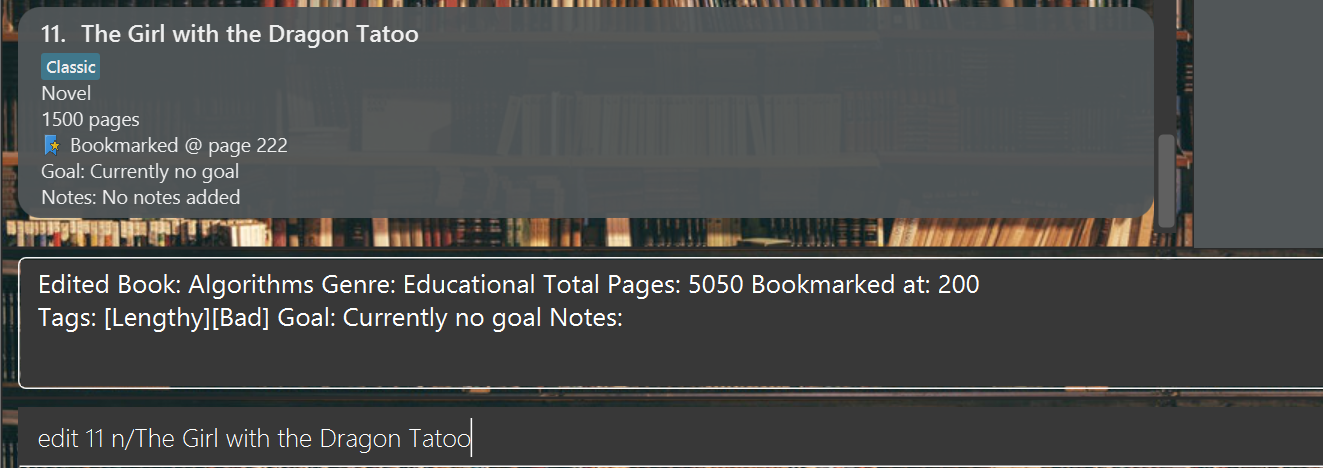 11. The Girl with the Dragon Tatoo
Classic
Novel
1500 pages
Bookmarked @ page 222
Goal: Currently no goal
Notes: No notes added
Edited Book: Algorithms Genre: Educational Total Pages: 5050 Bookmarked at: 200
Tags: [Lengthy][Bad] Goal: Currently no goal Notes:
edit 11 n/The Girl with the Dragon Tatoo